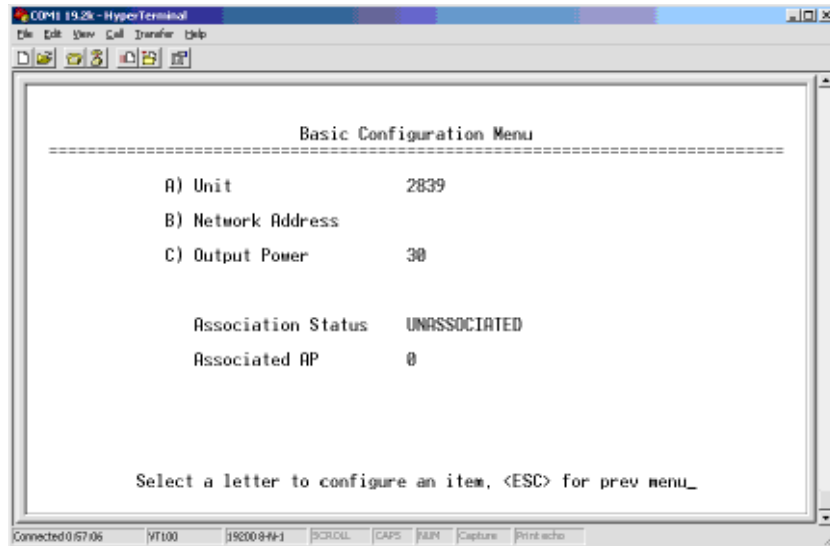 COM1 19.2k - HyperTerminal
File Edit View Call Transfer Help
Basic Configuration Menu
==============================================================================
A) Unit 2839
B) Network Address
C) Output Power 30
Association Status UNASSOCIATED
Associated AP 0
Select a letter to configure an item, <ESC> for prev menu_
Connected 0:57:06 VT100 19200 8-N-1 SCROLL CAPS NUM Capture Print echo